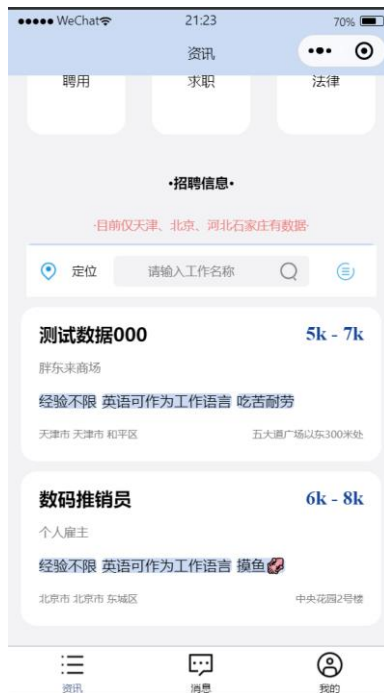 WeChat 21:23 70%
资讯
聘用 求职 法律
·招聘信息·
·目前仅天津、北京、河北石家庄有数据·
定位 请输入工作名称
测试数据000 5k - 7k
胖东来商场
经验不限 英语可作为工作语言 吃苦耐劳
天津市 天津市 和平区 五大道广场以东300米处
数码推销员 6k - 8k
个人雇主
经验不限 英语可作为工作语言 摸鱼
北京市 北京市 东城区 中央花园2号楼
资讯 消息 我的